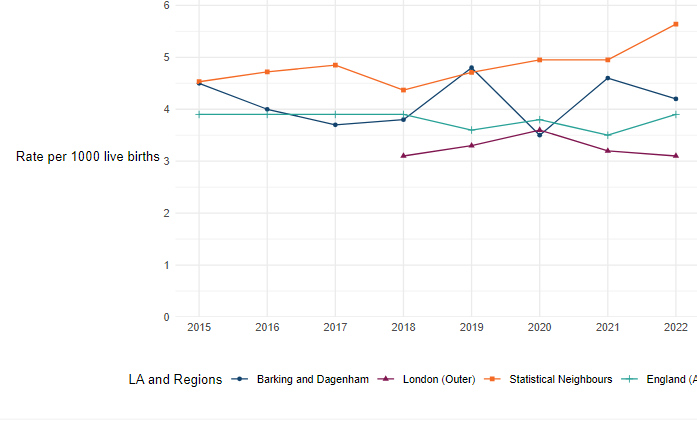 6
5
4
Rate per 1000 live births 3
2
1
0
2015 2016 2017 2018 2019 2020 2021 2022
LA and Regions Barking and Dagenham London (Outer) Statistical Neighbours England (A